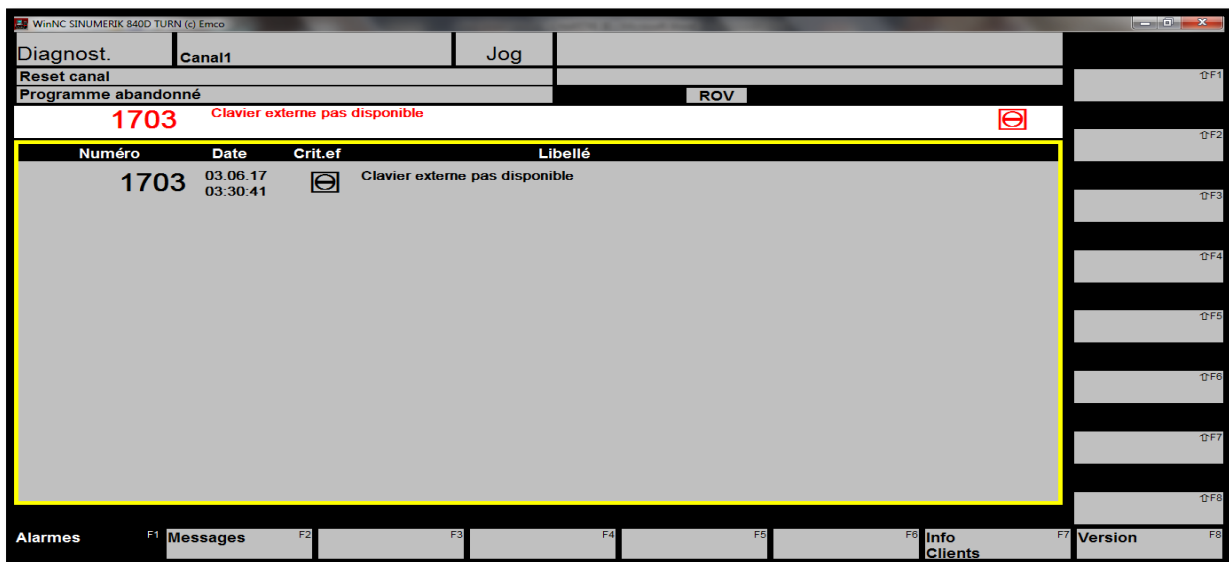 WinNC SINUMERIK 840D TURN (c) Emco
Diagnost.
Canal1
Jog
Reset canal
Programme abandonné
ROV
1703 Clavier externe pas disponible
Numéro Date Crit.ef Libellé
1703 03.06.17 Clavier externe pas disponible
03:30:41
⇧F1
⇧F2
⇧F3
⇧F4
⇧F5
⇧F6
⇧F7
⇧F8
Alarmes F1 Messages F2 F3 F4 F5 F6 Info F7 Version F8
Clients